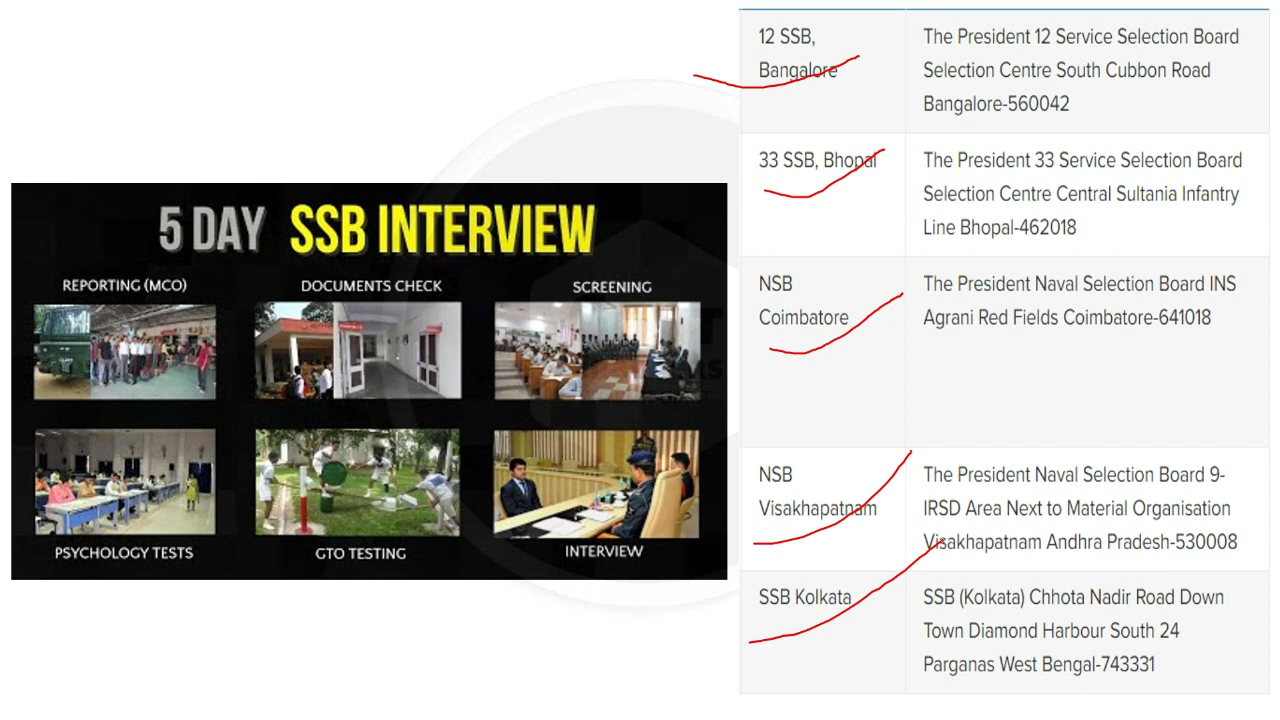 5 DAY SSB INTERVIEW
REPORTING (MCO)
DOCUMENTS CHECK
SCREENING
PSYCHOLOGY TESTS
GTO TESTING
INTERVIEW
12 SSB,
Bangalore
The President 12 Service Selection Board
Selection Centre South Cubbon Road
Bangalore-560042
33 SSB, Bhopal
The President 33 Service Selection Board
Selection Centre Central Sultania Infantry
Line Bhopal-462018
NSB
Coimbatore
The President Naval Selection Board INS
Agrani Red Fields Coimbatore-641018
NSB
Visakhapatnam
The President Naval Selection Board 9-
IRSD Area Next to Material Organisation
Visakhapatnam Andhra Pradesh-530008
SSB Kolkata
SSB (Kolkata) Chhota Nadir Road Down
Town Diamond Harbour South 24
Parganas West Bengal-743331